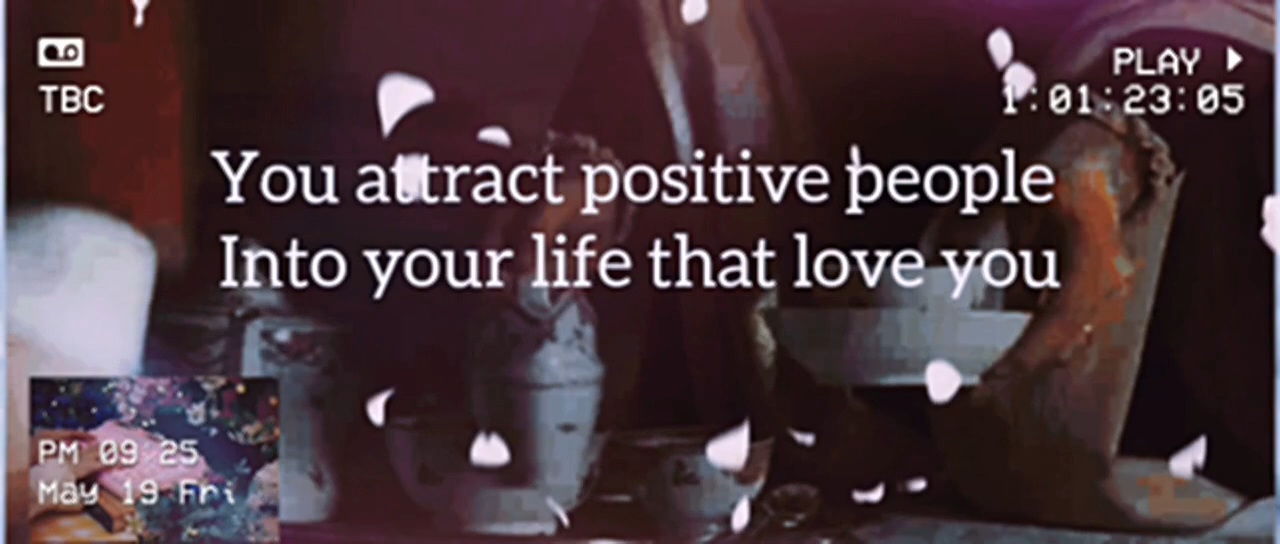 TBC
PLAY
1:01:23:05
You attract positive people
Into your life that love you
PM 09 25
May 19 Fri